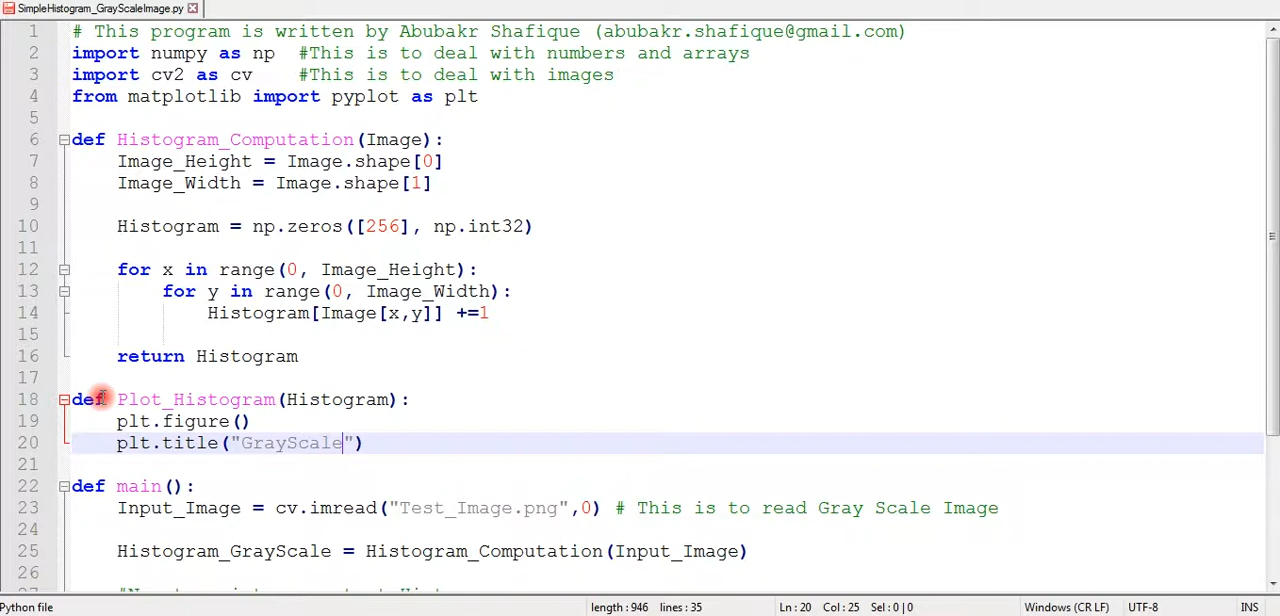 SimpleHistogram_GrayScaleImage.py
1 # This program is written by Abubakr Shafique (abubakr.shafique@gmail.com)
2 import numpy as np #This is to deal with numbers and arrays
3 import cv2 as cv #This is to deal with images
4 from matplotlib import pyplot as plt
5
6 def Histogram_Computation(Image):
7 Image_Height = Image.shape[0]
8 Image_Width = Image.shape[1]
9
10 Histogram = np.zeros([256], np.int32)
11
12 for x in range(0, Image_Height):
13 for y in range(0, Image_Width):
14 Histogram[Image[x,y]] +=1
15
16 return Histogram
17
18 def Plot_Histogram(Histogram):
19 plt.figure()
20 plt.title("GrayScale")
21
22 def main():
23 Input_Image = cv.imread("Test_Image.png",0) # This is to read Gray Scale Image
24
25 Histogram_GrayScale = Histogram_Computation(Input_Image)
26
Python file length : 946 lines : 35 Ln : 20 Col : 25 Sel : 0 | 0 Windows (CR LF) UTF-8 INS